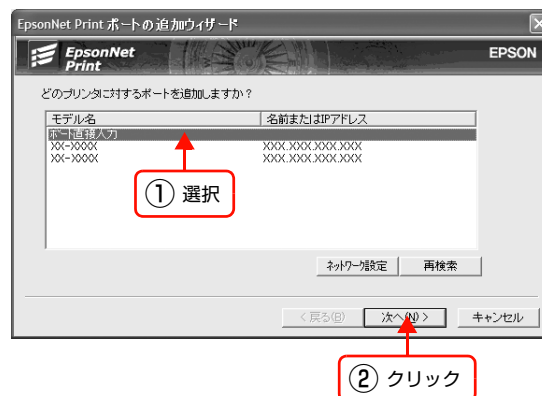 EpsonNet Print ポートの追加ウィザード
EpsonNet
Print
EPSON
どのプリンタに対するポートを追加しますか？
モデル名 名前またはIPアドレス
ポート直接入力
XX-XXXX XXX.XXX.XXX.XXX
XX-XXXX XXX.XXX.XXX.XXX
① 選択
ネットワーク設定 再検索
< 戻る(B) 次へ(N) > キャンセル
② クリック